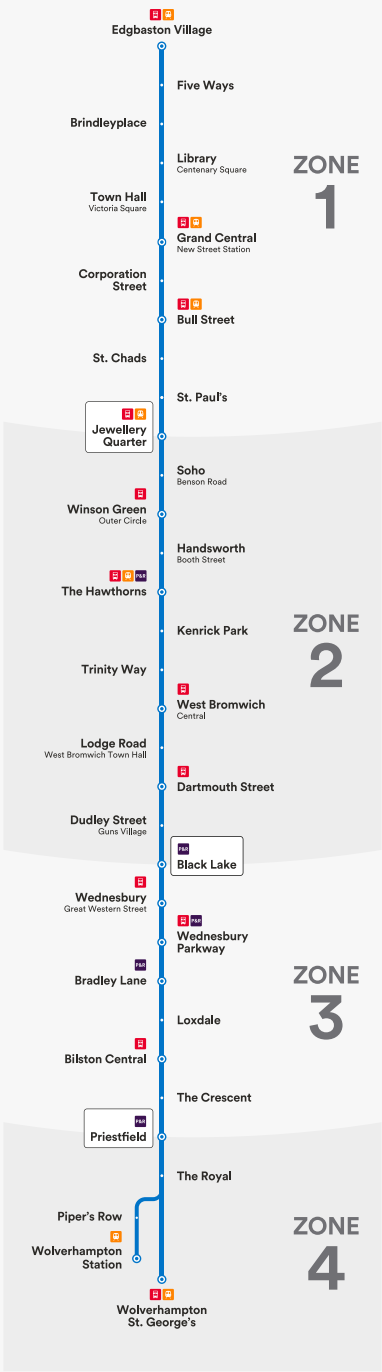 Edgbaston Village
Five Ways
Brindleyplace
Library
Centenary Square
ZONE
1
Town Hall
Victoria Square
Grand Central
New Street Station
Corporation
Street
Bull Street
St. Chads
St. Paul's
Jewellery
Quarter
Soho
Benson Road
Winson Green
Outer Circle
Handsworth
Booth Street
P&R
The Hawthorns
ZONE
2
Kenrick Park
Trinity Way
West Bromwich
Central
Lodge Road
West Bromwich Town Hall
Dartmouth Street
Dudley Street
Guns Village
P&R
Black Lake
Wednesbury
Great Western Street
P&R
Wednesbury
Parkway
P&R
Bradley Lane
ZONE
3
Loxdale
Bilston Central
The Crescent
P&R
Priestfield
The Royal
Piper's Row
Wolverhampton
Station
ZONE
4
Wolverhampton
St. George's